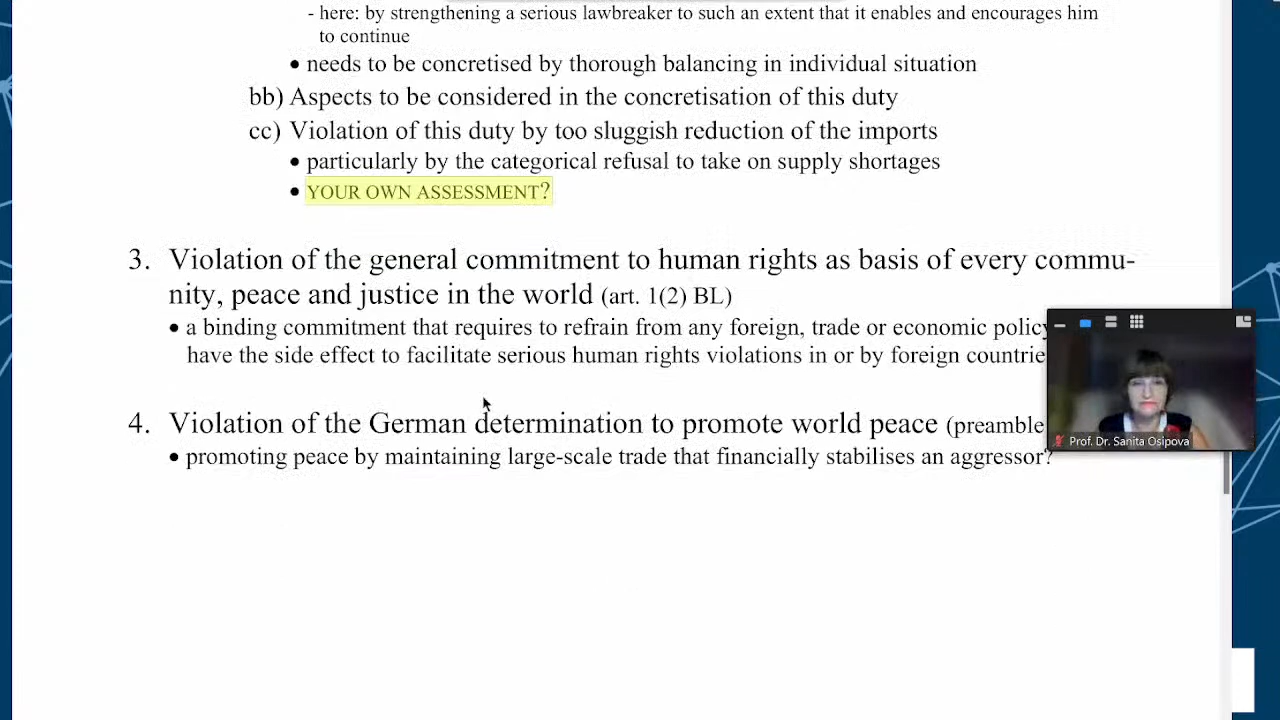 - here: by strengthening a serious lawbreaker to such an extent that it enables and encourages him
to continue
• needs to be concretised by thorough balancing in individual situation
bb) Aspects to be considered in the concretisation of this duty
cc) Violation of this duty by too sluggish reduction of the imports
• particularly by the categorical refusal to take on supply shortages
• YOUR OWN ASSESSMENT?
3. Violation of the general commitment to human rights as basis of every commu-
nity, peace and justice in the world (art. 1(2) BL)
• a binding commitment that requires to refrain from any foreign, trade or economic policy
have the side effect to facilitate serious human rights violations in or by foreign countrie
4. Violation of the German determination to promote world peace (preamble
• promoting peace by maintaining large-scale trade that financially stabilises an aggressor?
Prof. Dr. Sanita Osipova